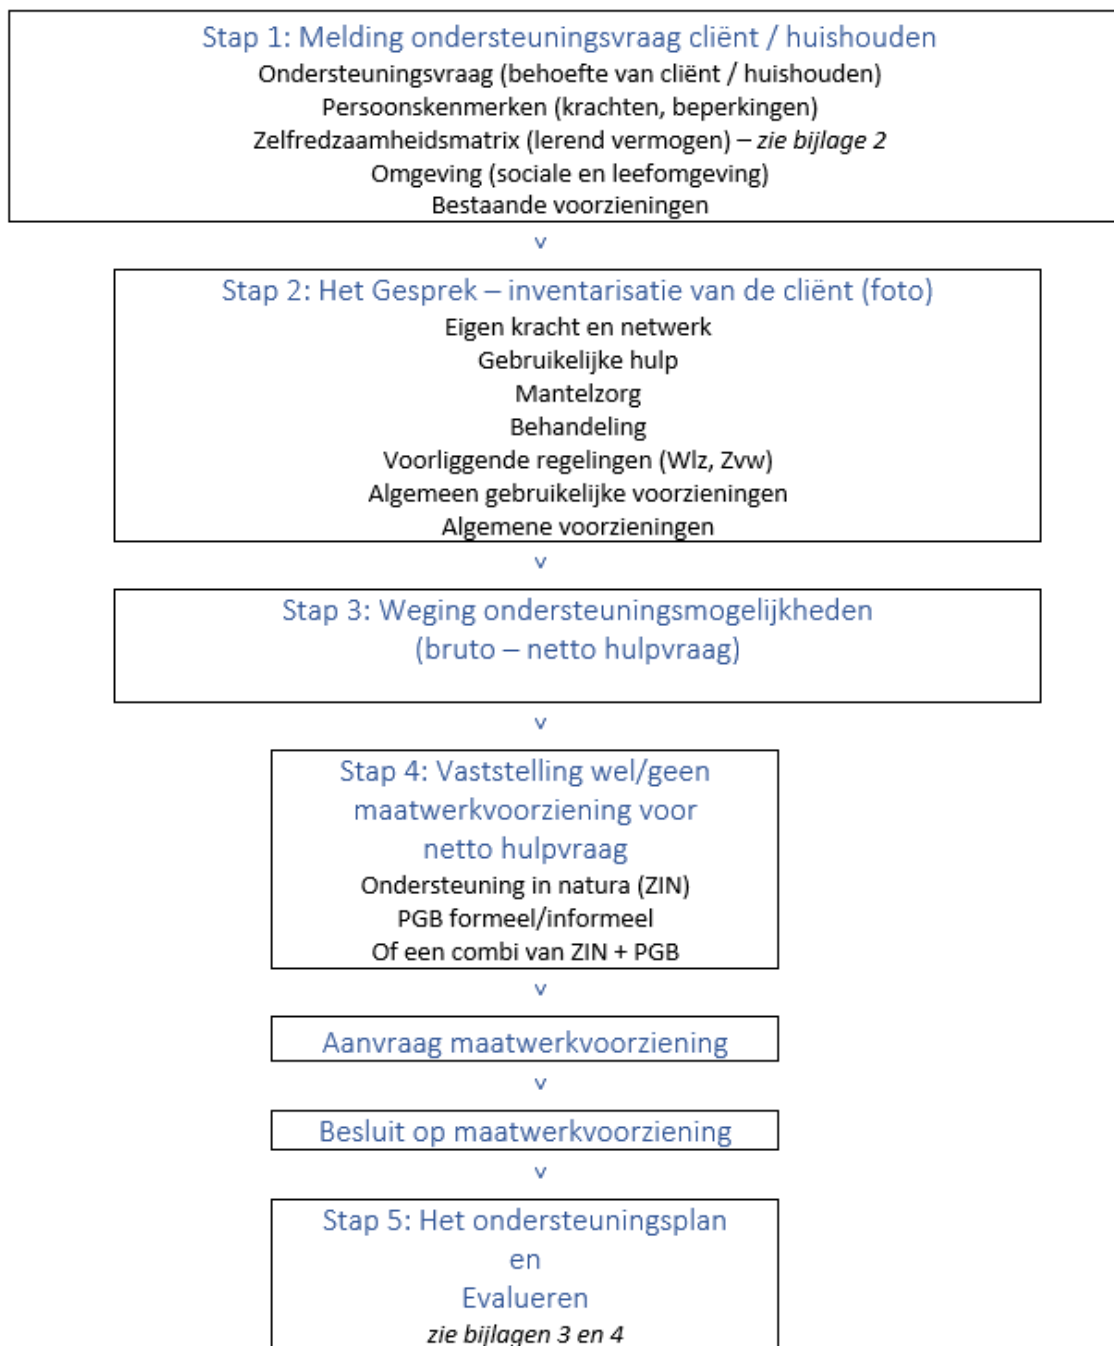 Stap 1: Melding ondersteuningsvraag cliënt / huishouden
Ondersteuningsvraag (behoefte van cliënt / huishouden)
Persoonskenmerken (krachten, beperkingen)
Zelfredzaamheidsmatrix (lerend vermogen) – zie bijlage 2
Omgeving (sociale en leefomgeving)
Bestaande voorzieningen
v
Stap 2: Het Gesprek – inventarisatie van de cliënt (foto)
Eigen kracht en netwerk
Gebruikelijke hulp
Mantelzorg
Behandeling
Voorliggende regelingen (Wlz, Zvw)
Algemeen gebruikelijke voorzieningen
Algemene voorzieningen
v
Stap 3: Weging ondersteuningsmogelijkheden
(bruto – netto hulpvraag)
v
Stap 4: Vaststelling wel/geen
maatwerkvoorziening voor
netto hulpvraag
Ondersteuning in natura (ZIN)
PGB formeel/informeel
Of een combi van ZIN + PGB
v
Aanvraag maatwerkvoorziening
v
Besluit op maatwerkvoorziening
v
Stap 5: Het ondersteuningsplan
en
Evalueren
zie bijlagen 3 en 4